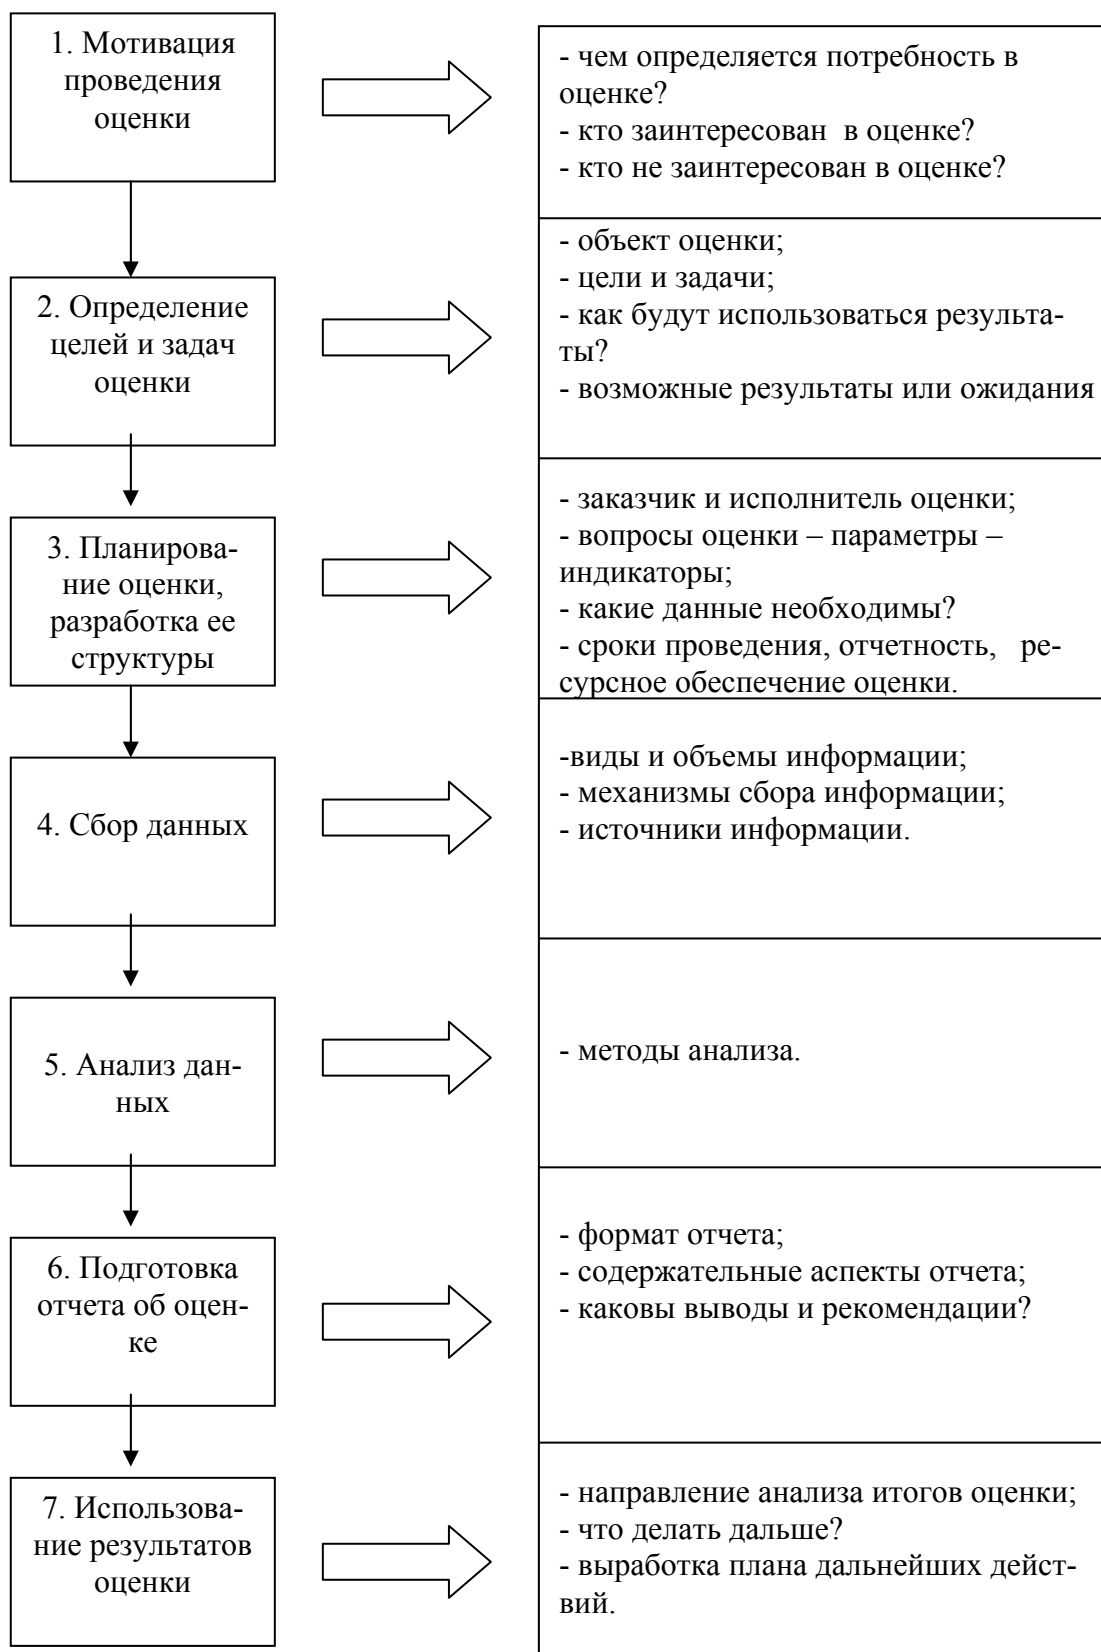 1. Мотивация
проведения
оценки
- чем определяется потребность в
оценке?
- кто заинтересован  в оценке?
- кто не заинтересован в оценке?
2. Определение
целей и задач
оценки
- объект оценки;
- цели и задачи;
- как будут использоваться результа-
ты?
- возможные результаты или ожидания
3. Планирова-
ние оценки,
разработка ее
структуры
- заказчик и исполнитель оценки;
- вопросы оценки – параметры –
индикаторы;
- какие данные необходимы?
- сроки проведения, отчетность,   ре-
сурсное обеспечение оценки.
4. Сбор данных
-виды и объемы информации;
- механизмы сбора информации;
- источники информации.
5. Анализ дан-
ных
- методы анализа.
6. Подготовка
отчета об оцен-
ке
- формат отчета;
- содержательные аспекты отчета;
- каковы выводы и рекомендации?
7. Использова-
ние результатов
оценки
- направление анализа итогов оценки;
- что делать дальше?
- выработка плана дальнейших дейст-
вий.